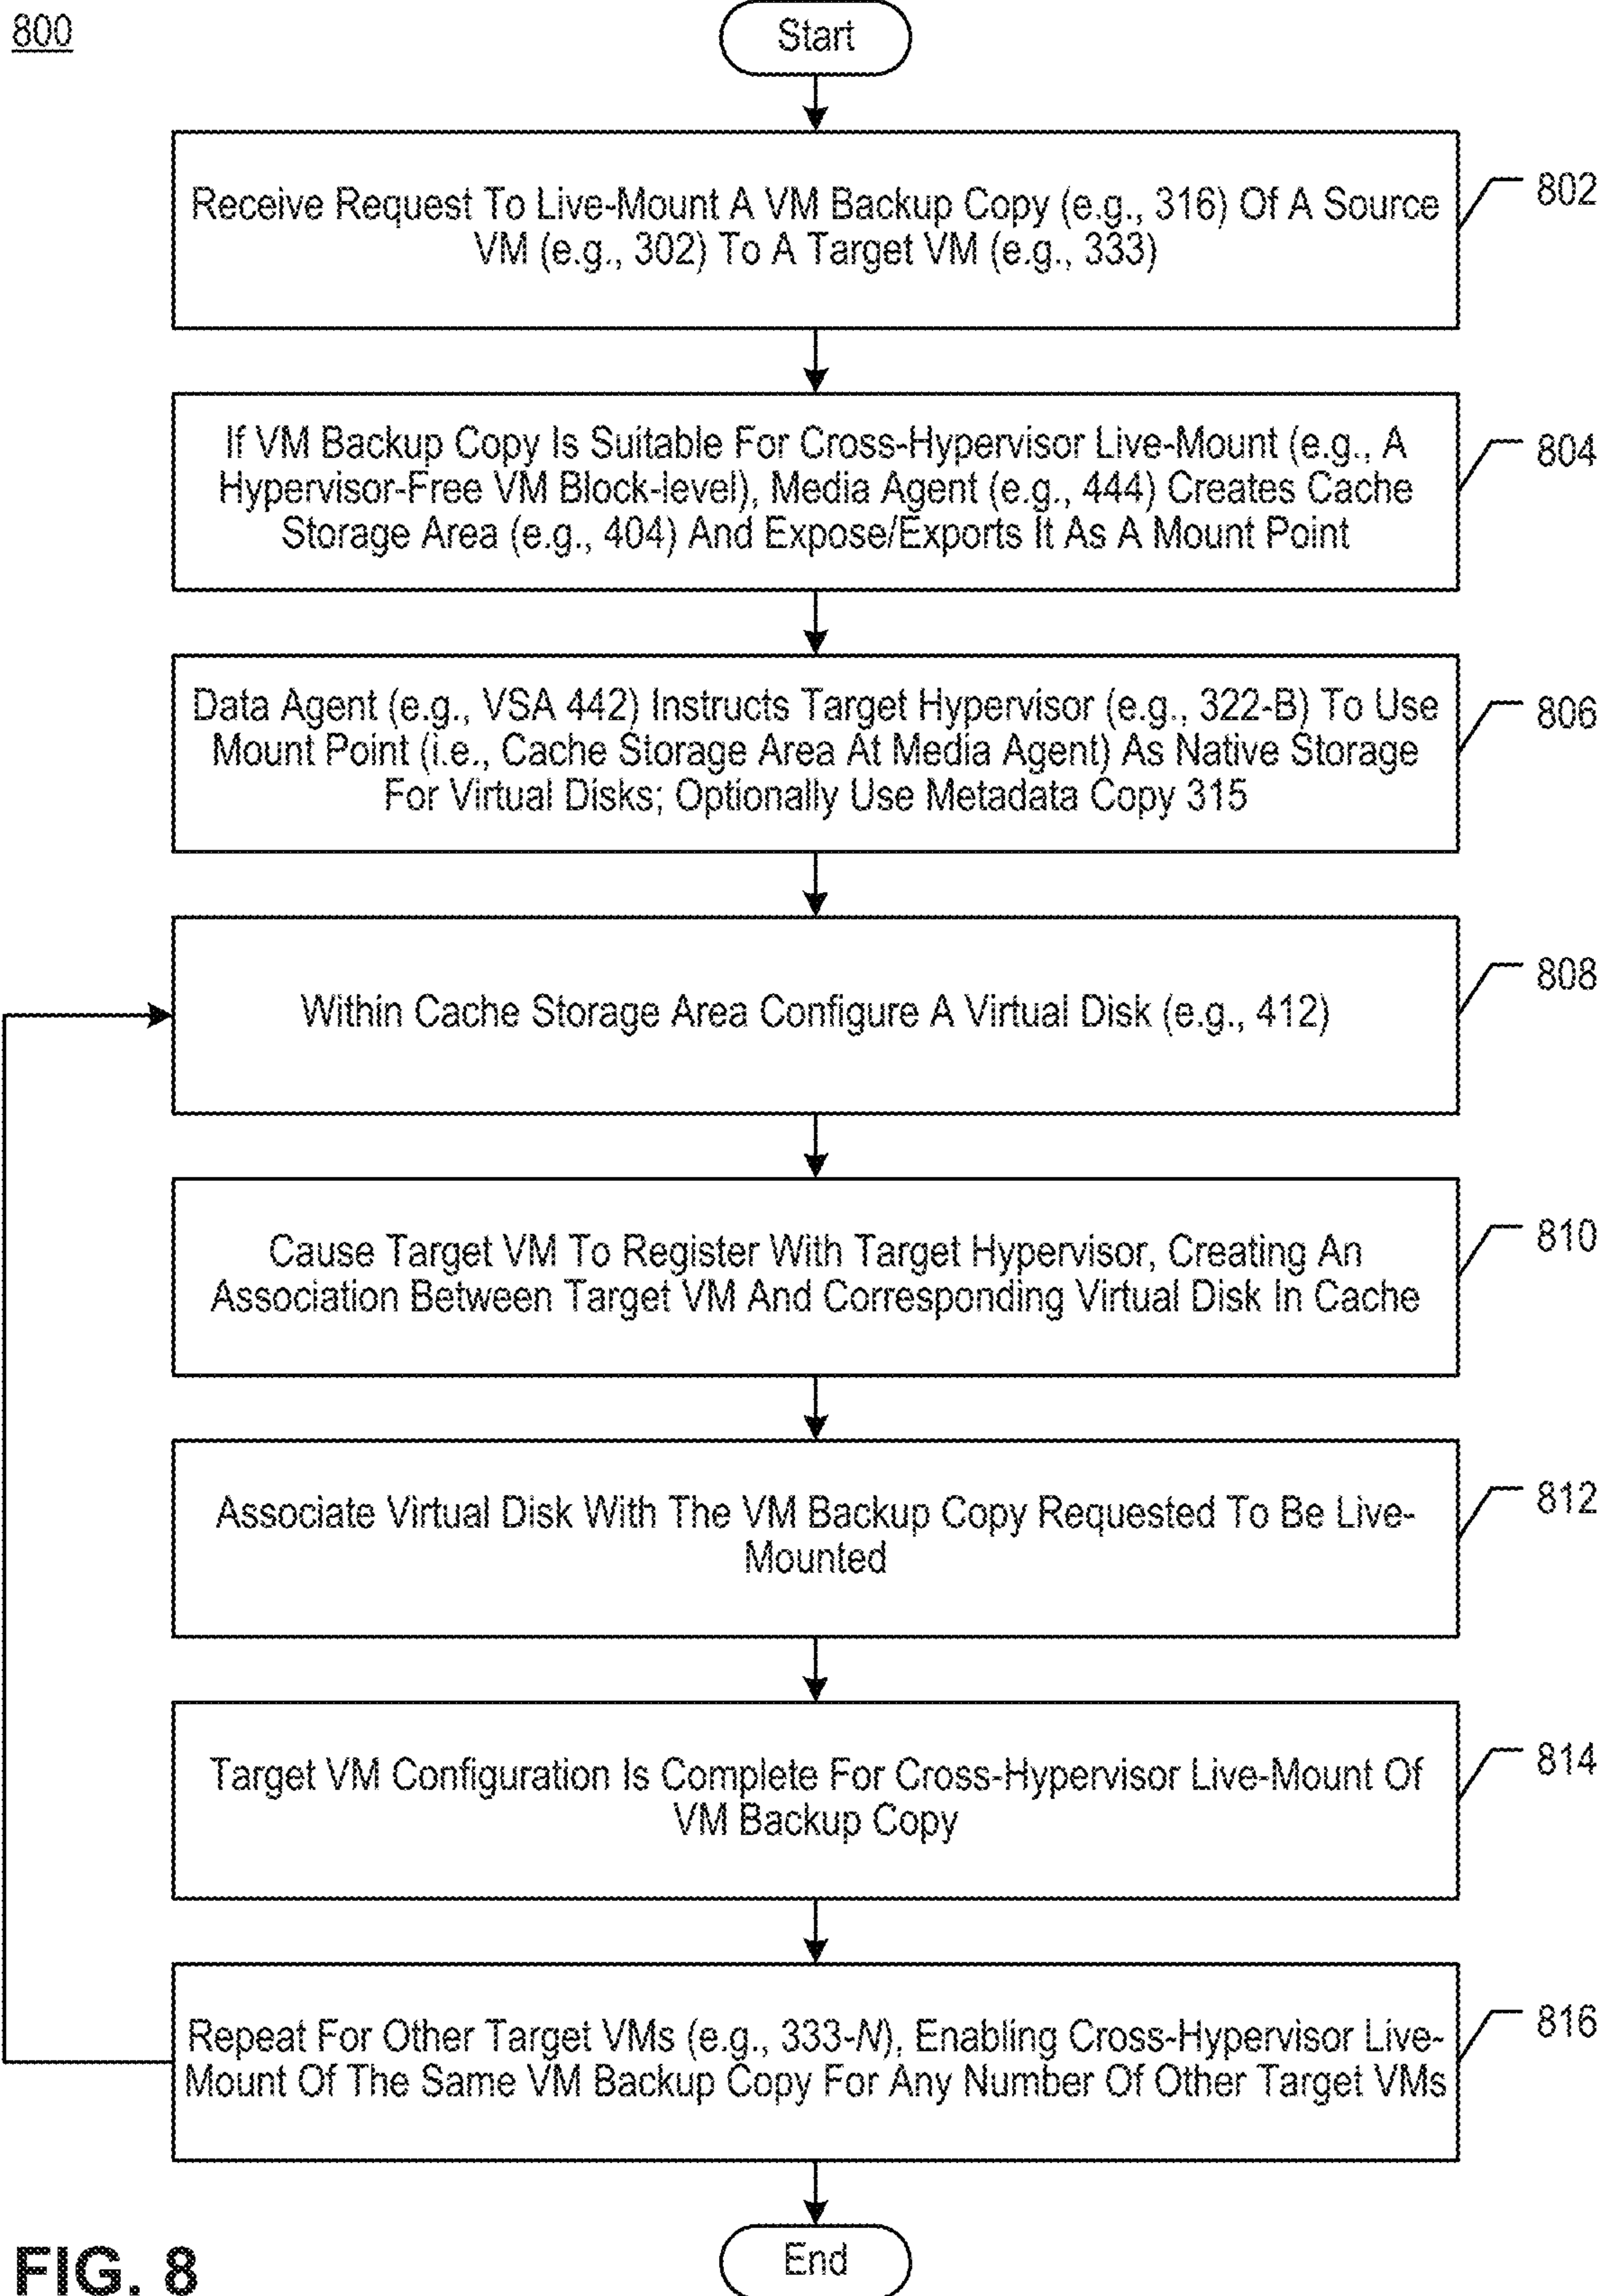 800
Start
Receive Request To Live-Mount A VM Backup Copy (e.g., 316) Of A Source
VM (e.g., 302) To A Target VM (e.g., 333)
802
If VM Backup Copy Is Suitable For Cross-Hypervisor Live-Mount (e.g., A
Hypervisor-Free VM Block-level), Media Agent (e.g., 444) Creates Cache
Storage Area (e.g., 404) And Expose/Exports It As A Mount Point
804
Data Agent (e.g., VSA 442) Instructs Target Hypervisor (e.g., 322-B) To Use
Mount Point (i.e., Cache Storage Area At Media Agent) As Native Storage
For Virtual Disks; Optionally Use Metadata Copy 315
806
Within Cache Storage Area Configure A Virtual Disk (e.g., 412)
808
Cause Target VM To Register With Target Hypervisor, Creating An
Association Between Target VM And Corresponding Virtual Disk In Cache
810
Associate Virtual Disk With The VM Backup Copy Requested To Be Live-
Mounted
812
Target VM Configuration Is Complete For Cross-Hypervisor Live-Mount Of
VM Backup Copy
814
Repeat For Other Target VMs (e.g., 333-N), Enabling Cross-Hypervisor Live-
Mount Of The Same VM Backup Copy For Any Number Of Other Target VMs
816
End
FIG. 8